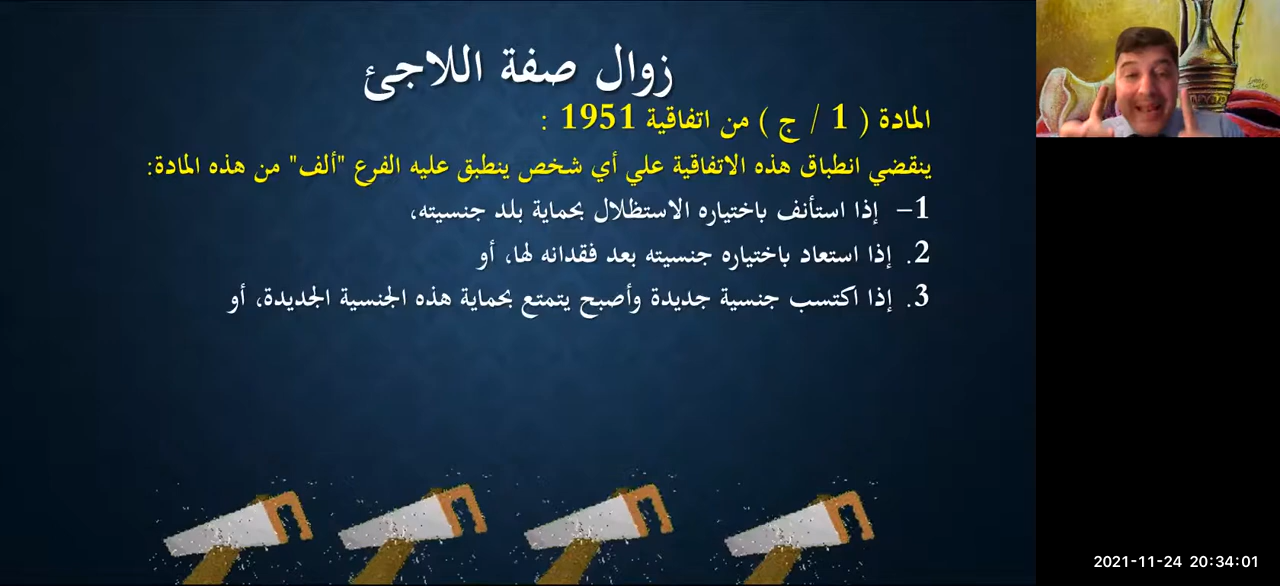 زوال صفة اللاجئ
المادة ( 1 / ج ) من اتفاقية 1951 :
ينقضي انطباق هذه الاتفاقية علي أي شخص ينطبق عليه الفرع "ألف" من هذه المادة:
1- إذا استأنف باختياره الاستظلال بحماية بلد جنسيته،
2. إذا استعاد باختياره جنسيته بعد فقدانه لها، أو
3. إذا اكتسب جنسية جديدة وأصبح يتمتع بحماية هذه الجنسية الجديدة، أو
2021-11-24 20:34:01